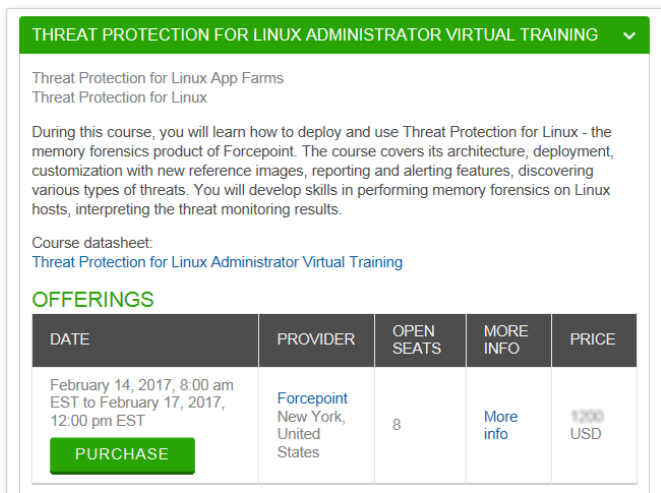 THREAT PROTECTION FOR LINUX ADMINISTRATOR VIRTUAL TRAINING
Threat Protection for Linux App Farms
Threat Protection for Linux
During this course, you will learn how to deploy and use Threat Protection for Linux - the
memory forensics product of Forcepoint. The course covers its architecture, deployment,
customization with new reference images, reporting and alerting features, discovering
various types of threats. You will develop skills in performing memory forensics on Linux
hosts, interpreting the threat monitoring results.
Course datasheet:
Threat Protection for Linux Administrator Virtual Training
OFFERINGS
DATE
PROVIDER
OPEN
SEATS
MORE
INFO
PRICE
February 14, 2017, 8:00 am
EST to February 17, 2017,
12:00 pm EST
PURCHASE
Forcepoint
New York,
United
States
8
More
info
USD